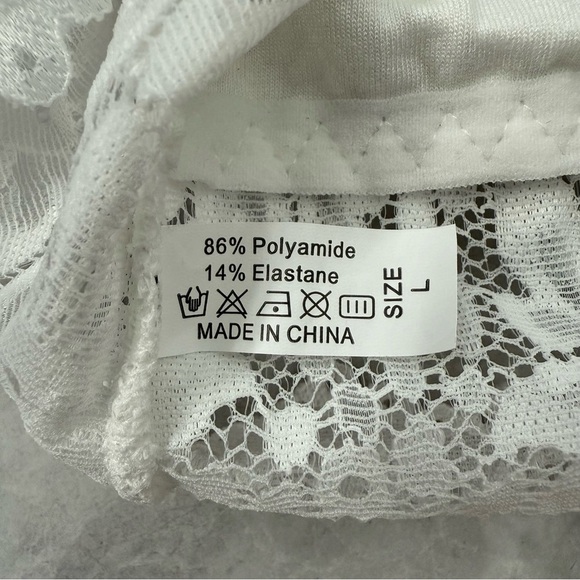 86% Polyamide
14% Elastane
MADE IN CHINA
SIZE
L